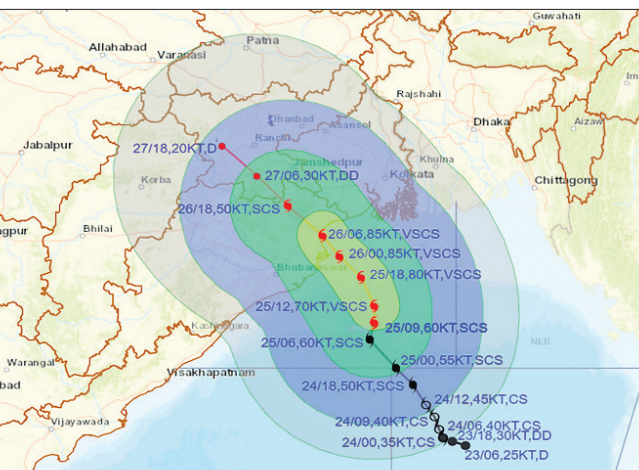 Guwahati
Patna
Allahabad
Varanasi
Rajshahi
Dhanbad
Asansol
Dhaka
Aizaw
Jabalpur
27/18,20KT,D
Ranchi
Khulna
Jamshedpur
27/06,30KT,DD
Kolkata
Chittagong
Korba
26/18,50KT,SCS
gpur
Bhilai
26/06,85KT,VSCS
26/00,85KT,VSCS
Bhubaneswar
25/18,80KT,VSCS
25/12,70KT,VSCS
25/09,60KT,SCS
NEB
25/06,60KT,SCS
25/00,55KT,SCS
Warangal
Visakhapatnam
24/18,50KT,SCS
bad
24/12,45KT,CS
24/09,40KT,CS
24/06,40KT,CS
Vijayawada
24/00,35KT,CS
23/18,30KT,DD
23/06,25KT,D